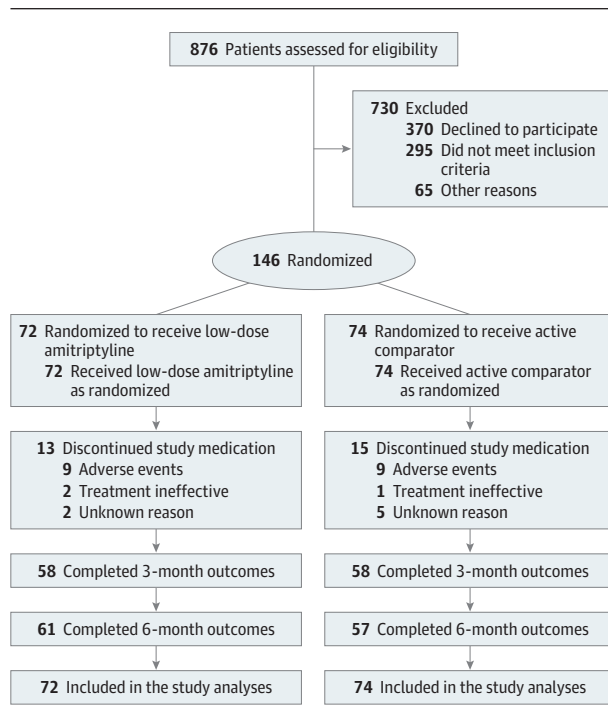 876 Patients assessed for eligibility
730 Excluded
370 Declined to participate
295 Did not meet inclusion
criteria
65 Other reasons
146 Randomized
72 Randomized to receive low-dose
amitriptyline
72 Received low-dose amitriptyline
as randomized
74 Randomized to receive active
comparator
74 Received active comparator
as randomized
13 Discontinued study medication
9 Adverse events
2 Treatment ineffective
2 Unknown reason
15 Discontinued study medication
9 Adverse events
1 Treatment ineffective
5 Unknown reason
58 Completed 3-month outcomes
58 Completed 3-month outcomes
61 Completed 6-month outcomes
57 Completed 6-month outcomes
72 Included in the study analyses
74 Included in the study analyses